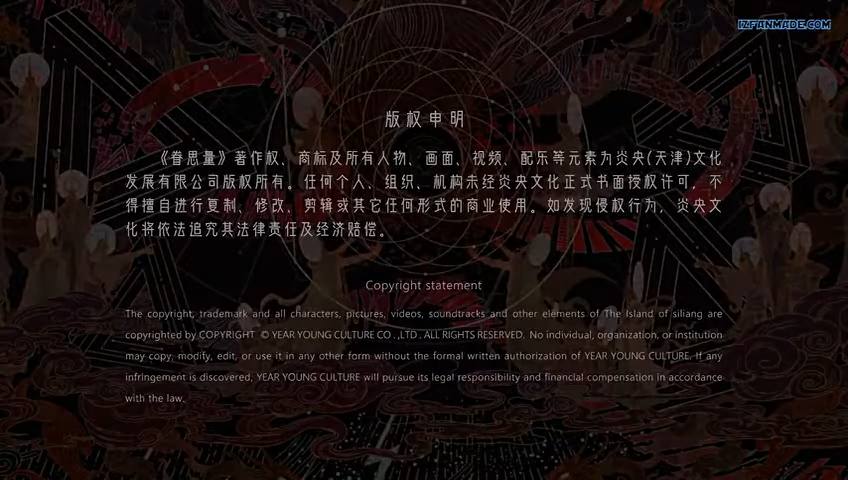 IZFANMADE.COM
版权申明
《眷思量》著作权、商标及所有人物、画面、视频、配乐等元素为炎央(天津)文化
发展有限公司版权所有。任何个人、组织、机构未经炎央文化正式书面授权许可，不
得擅自进行复制、修改、剪辑或其它任何形式的商业使用。如发现侵权行为，炎央文
化将依法追究其法律责任及经济赔偿。
Copyright statement
The copyright, trademark and all characters, pictures, videos, soundtracks and other elements of The Island of siliang are
copyrighted by COPYRIGHT © YEAR YOUNG CULTURE CO .,LTD . ALL RIGHTS RESERVED. No individual, organization, or institution
may copy, modify, edit, or use it in any other form without the formal written authorization of YEAR YOUNG CULTURE. If any
infringement is discovered, YEAR YOUNG CULTURE will pursue its legal responsibility and financial compensation in accordance
with the law.